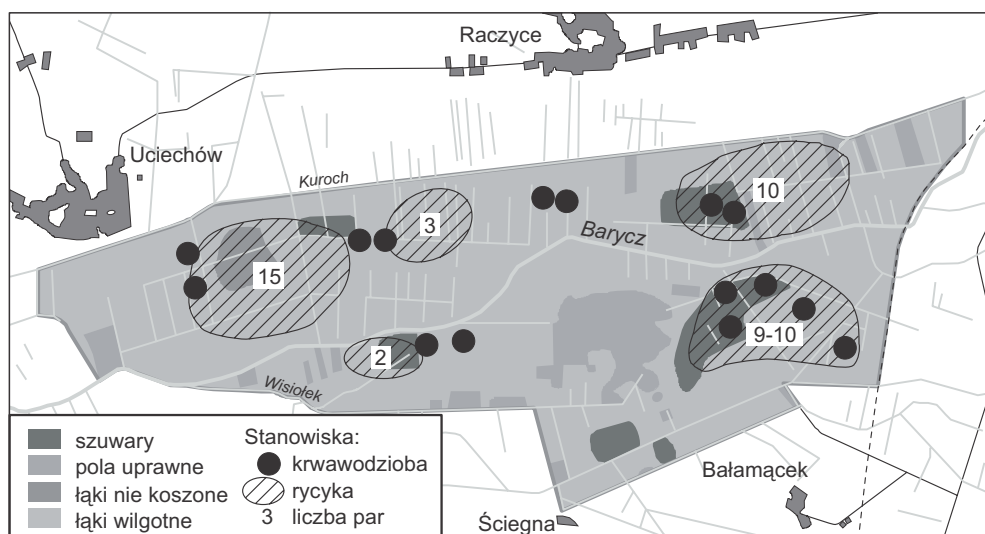 Raczyce
Uciechów
Kuroch
10
3
Barycz
15
9-10
2
Wisiołek
szuwary
pola uprawne
łąki nie koszone
łąki wilgotne
Stanowiska:
krwawodzioba
rycyka
3 liczba par
Bałamącek
Ściegna